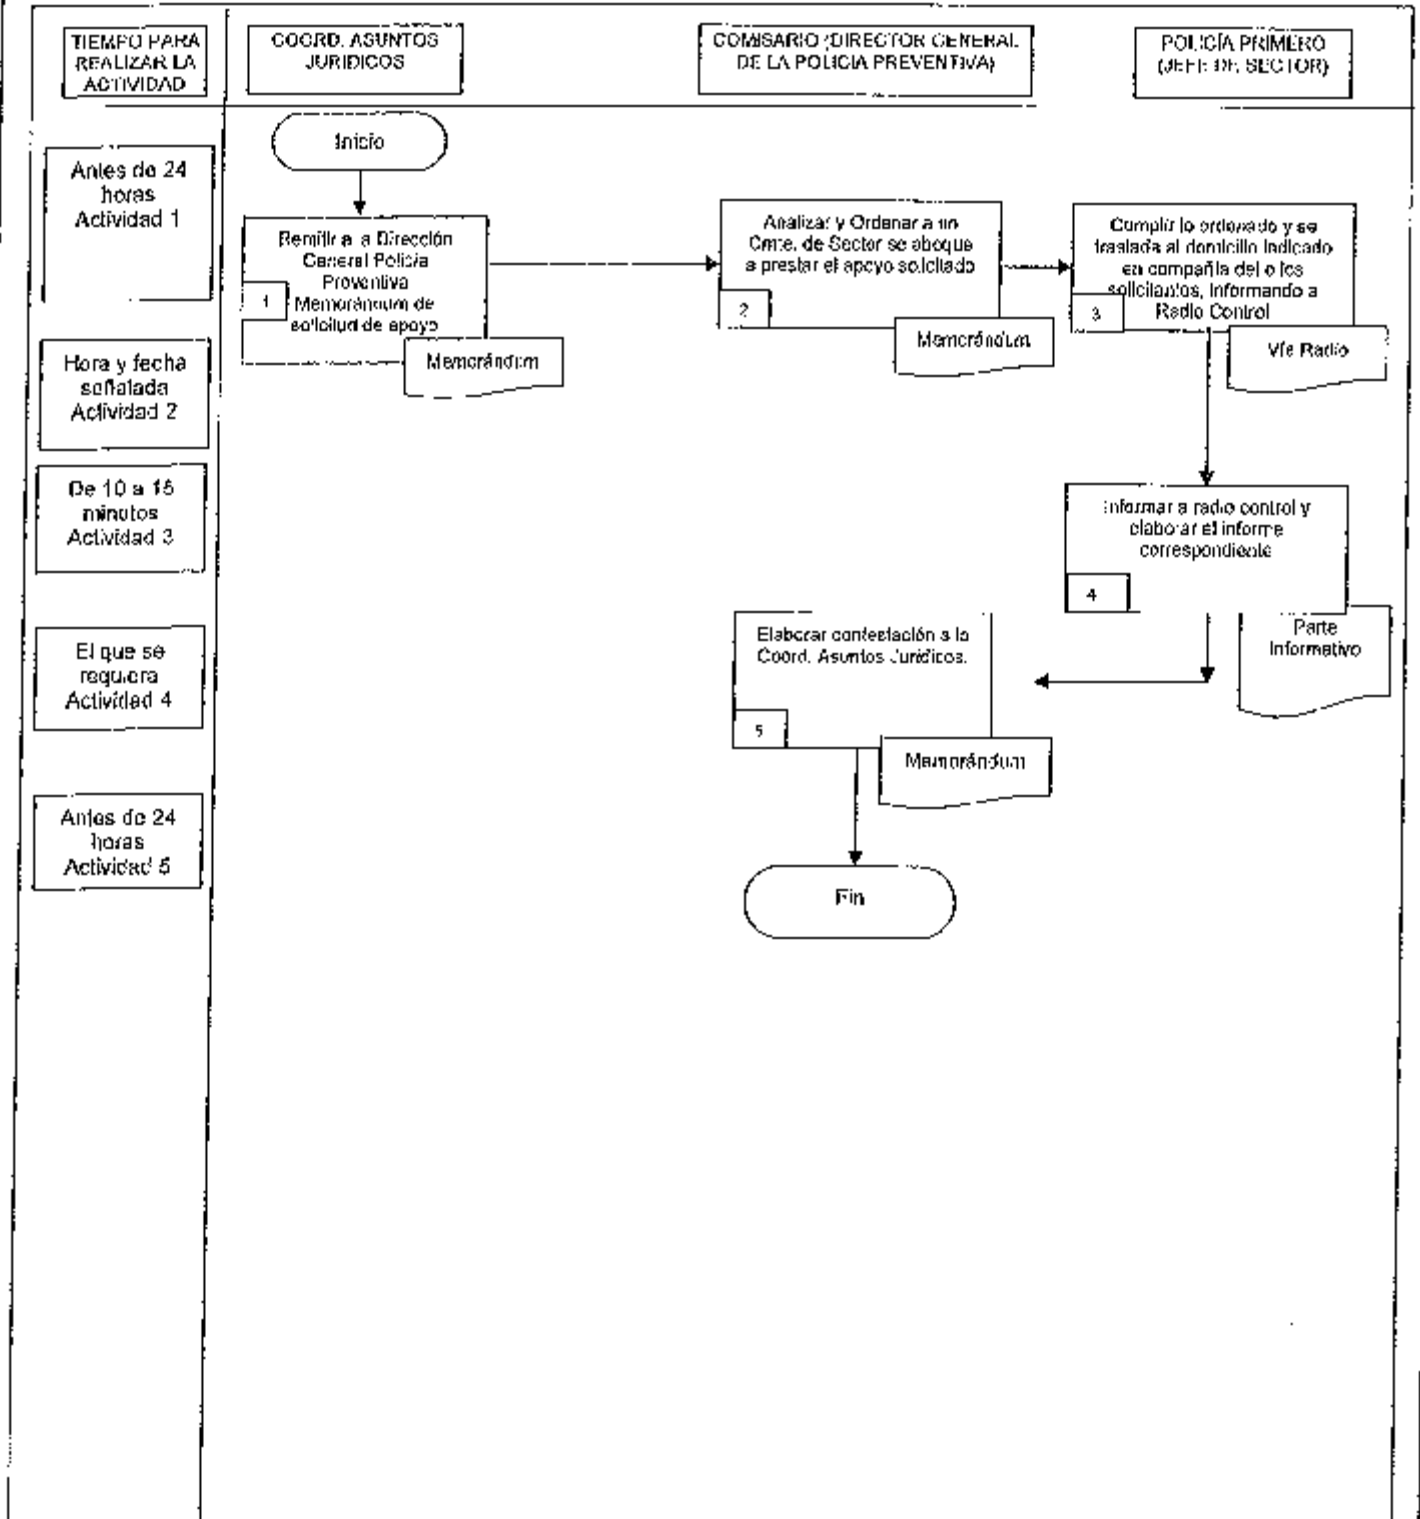 TIEMPO PARA
REALIZAR LA
ACTIVIDAD
COORD. ASUNTOS
JURIDICOS
COMISARIO (DIRECTOR GENERAL
DE LA POLICIA PREVENTIVA)
POLICÍA PRIMERO
(JEFE DE SECTOR)
Antes de 24
horas
Actividad 1
Hora y fecha
señalada
Actividad 2
De 10 a 15
minutos
Actividad 3
El que se
requiera
Actividad 4
Antes de 24
horas
Actividad 5
Inicio
Remitir a la Dirección
General Policía
Preventiva
Memorándum de
solicitud de apoyo
1
Memorándum
Analizar y Ordenar a un
Cmte. de Sector se aboque
a prestar el apoyo solicitado
2
Memorándum
Cumplir lo ordenado y se
traslada al domicilio indicado
en compañía del o los
solicitantos, informando a
Radio Control
3
Vía Radio
Informar a radio control y
elaborar el informe
correspondiente
4
Parte
Informativo
Elaborar contestación a la
Coord. Asuntos Jurídicos.
5
Memorándum
Fin